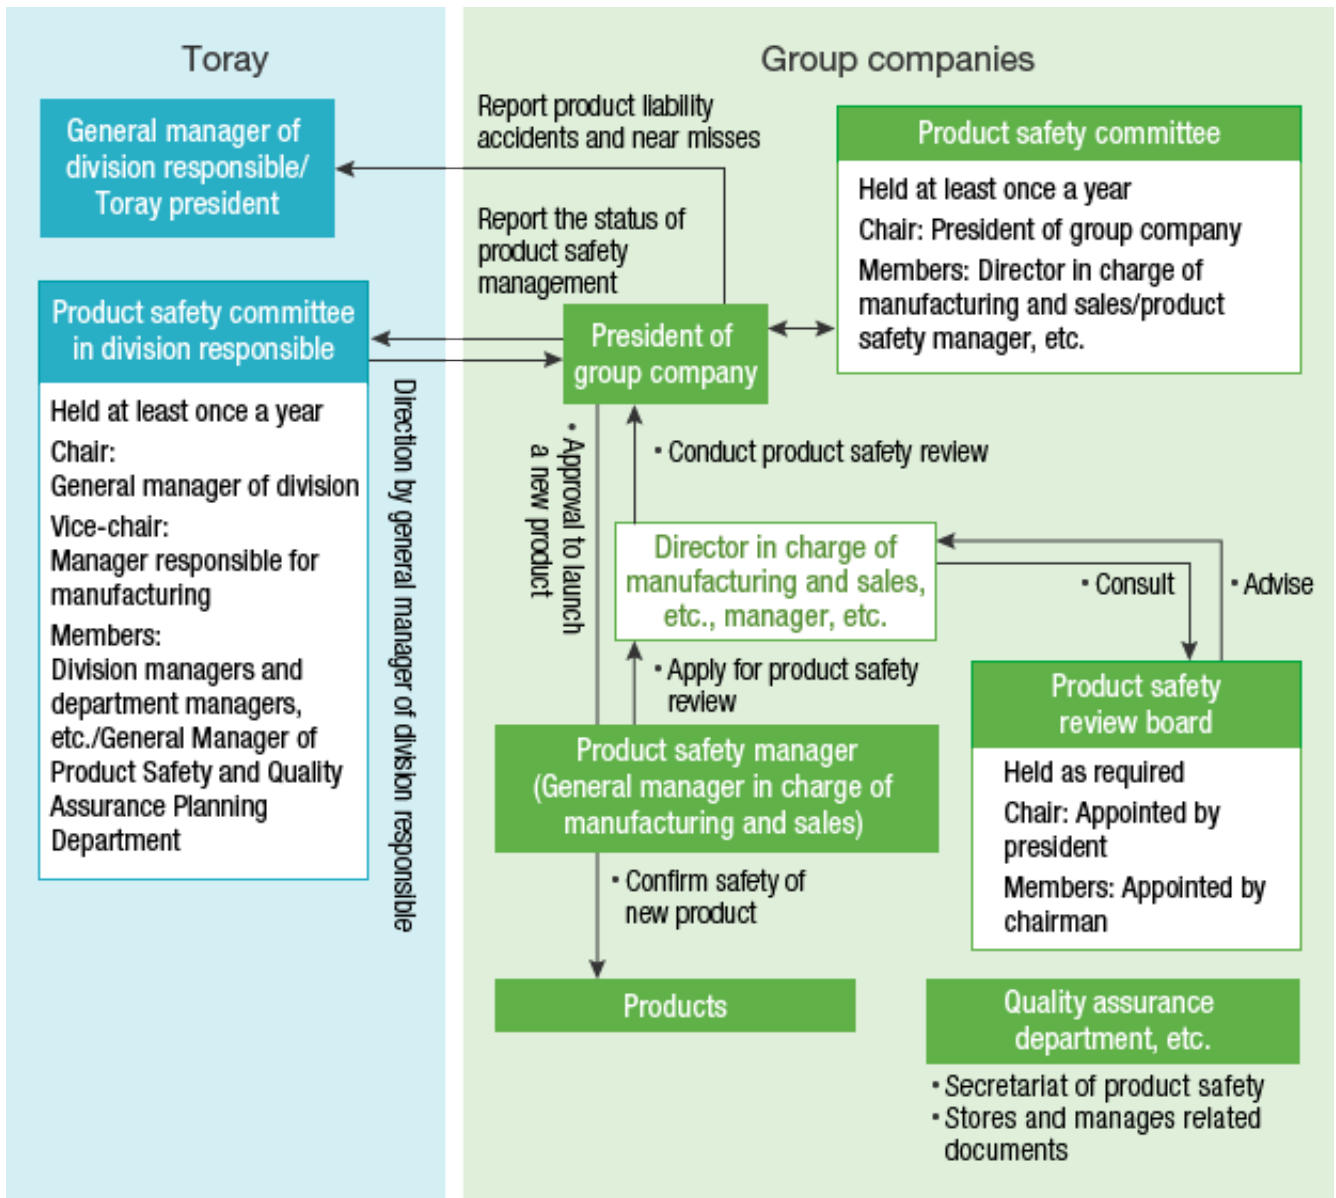 Toray
General manager of
division responsible/
Toray president
Product safety committee
in division responsible
Held at least once a year
Chair:
General manager of division
Vice-chair:
Manager responsible for
manufacturing
Members:
Division managers and
department managers,
etc./General Manager of
Product Safety and Quality
Assurance Planning
Department
Direction by general manager of division responsible
Group companies
Report product liability
accidents and near misses
Report the status of
product safety
management
President of
group company
Product safety committee
Held at least once a year
Chair: President of group company
Members: Director in charge of
manufacturing and sales/product
safety manager, etc.
• Approval to launch
a new product
• Conduct product safety review
Director in charge of
manufacturing and sales,
etc., manager, etc.
• Consult
• Advise
• Apply for product safety
review
Product safety
review board
Held as required
Chair: Appointed by
president
Members: Appointed by
chairman
Product safety manager
(General manager in charge of
manufacturing and sales)
• Confirm safety of
new product
Products
Quality assurance
department, etc.
• Secretariat of product safety
• Stores and manages related
documents